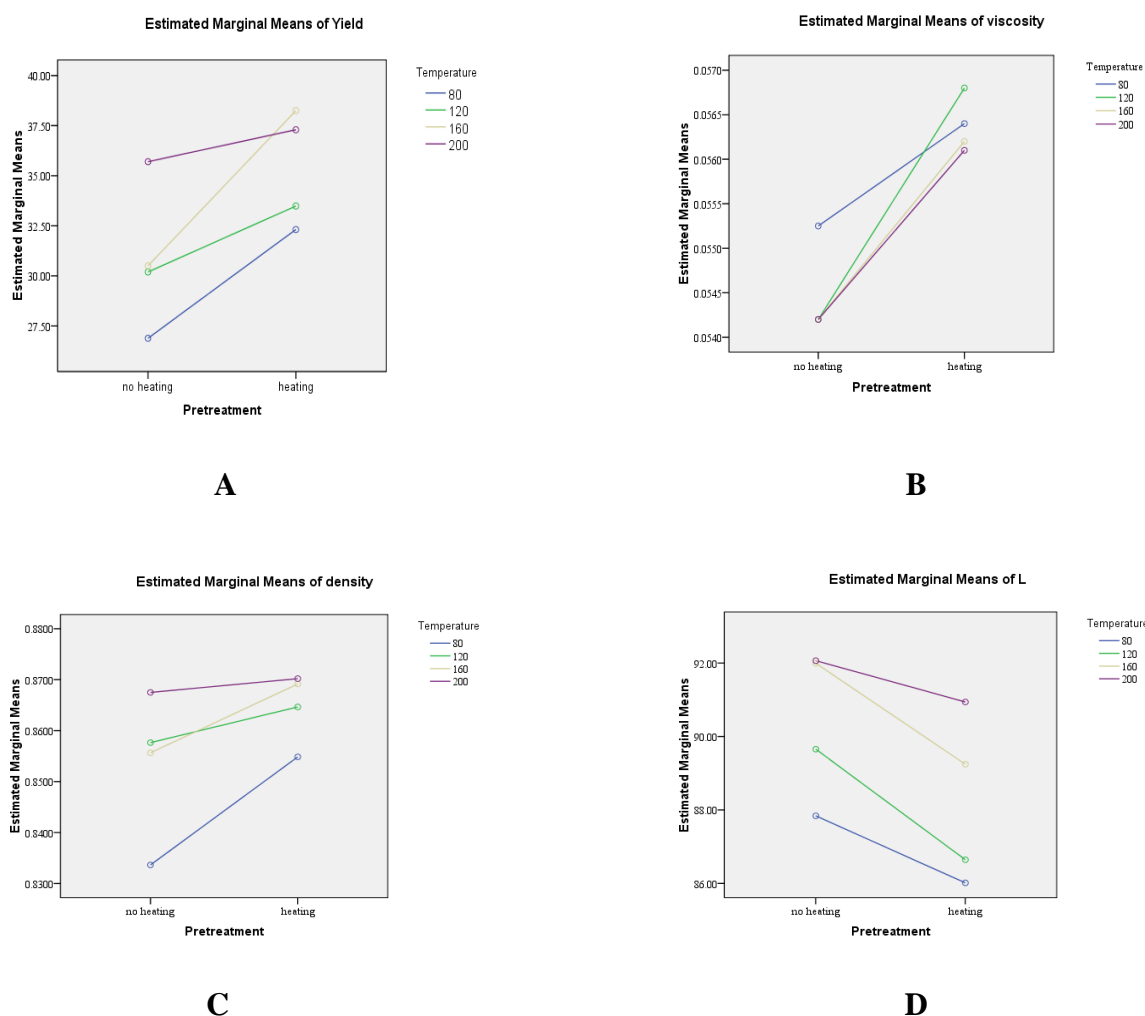 Estimated Marginal Means of Yield
Estimated Marginal Means
40.00
37.50
35.00
32.50
30.00
27.50
no heating
heating
Pretreatment
Temperature
80
120
160
200
A
Estimated Marginal Means of viscosity
Estimated Marginal Means
0.0570
0.0565
0.0560
0.0555
0.0550
0.0545
0.0540
no heating
heating
Pretreatment
Temperature
80
120
160
200
B
Estimated Marginal Means of density
Estimated Marginal Means
0.8800
0.8700
0.8600
0.8500
0.8400
0.8300
no heating
heating
Pretreatment
Temperature
80
120
160
200
C
Estimated Marginal Means of L
Estimated Marginal Means
92.00
90.00
88.00
86.00
no heating
heating
Pretreatment
Temperature
80
120
160
200
D